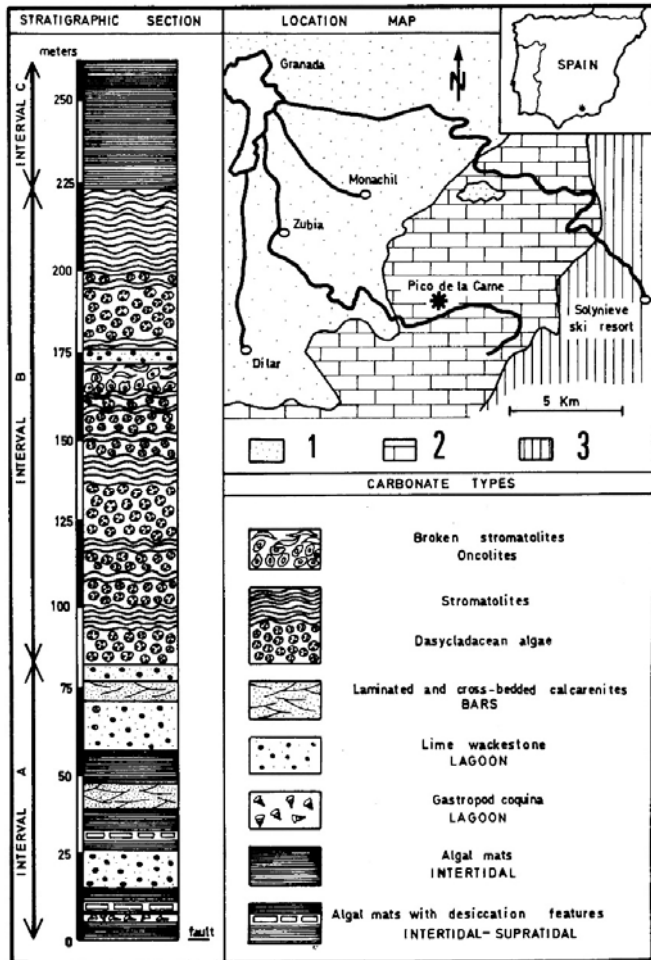 STRATIGRAPHIC SECTION
meters
250
225
200
175
150
125
100
75
50
25
0
fault
INTERVAL C
INTERVAL B
INTERVAL A
LOCATION MAP
SPAIN
Granada
N
Monachil
Zubia
Pico de la Carne
Dilar
Solynieve
ski resort
5 Km
1
2
3
CARBONATE TYPES
Broken stromatolites
Oncolites
Stromatolites
Dasycladacean algae
Laminated and cross-bedded calcarenites
BARS
Lime wackestone
LAGOON
Gastropod coquina
LAGOON
Algal mats
INTERTIDAL
Algal mats with desiccation features
INTERTIDAL-SUPRATIDAL